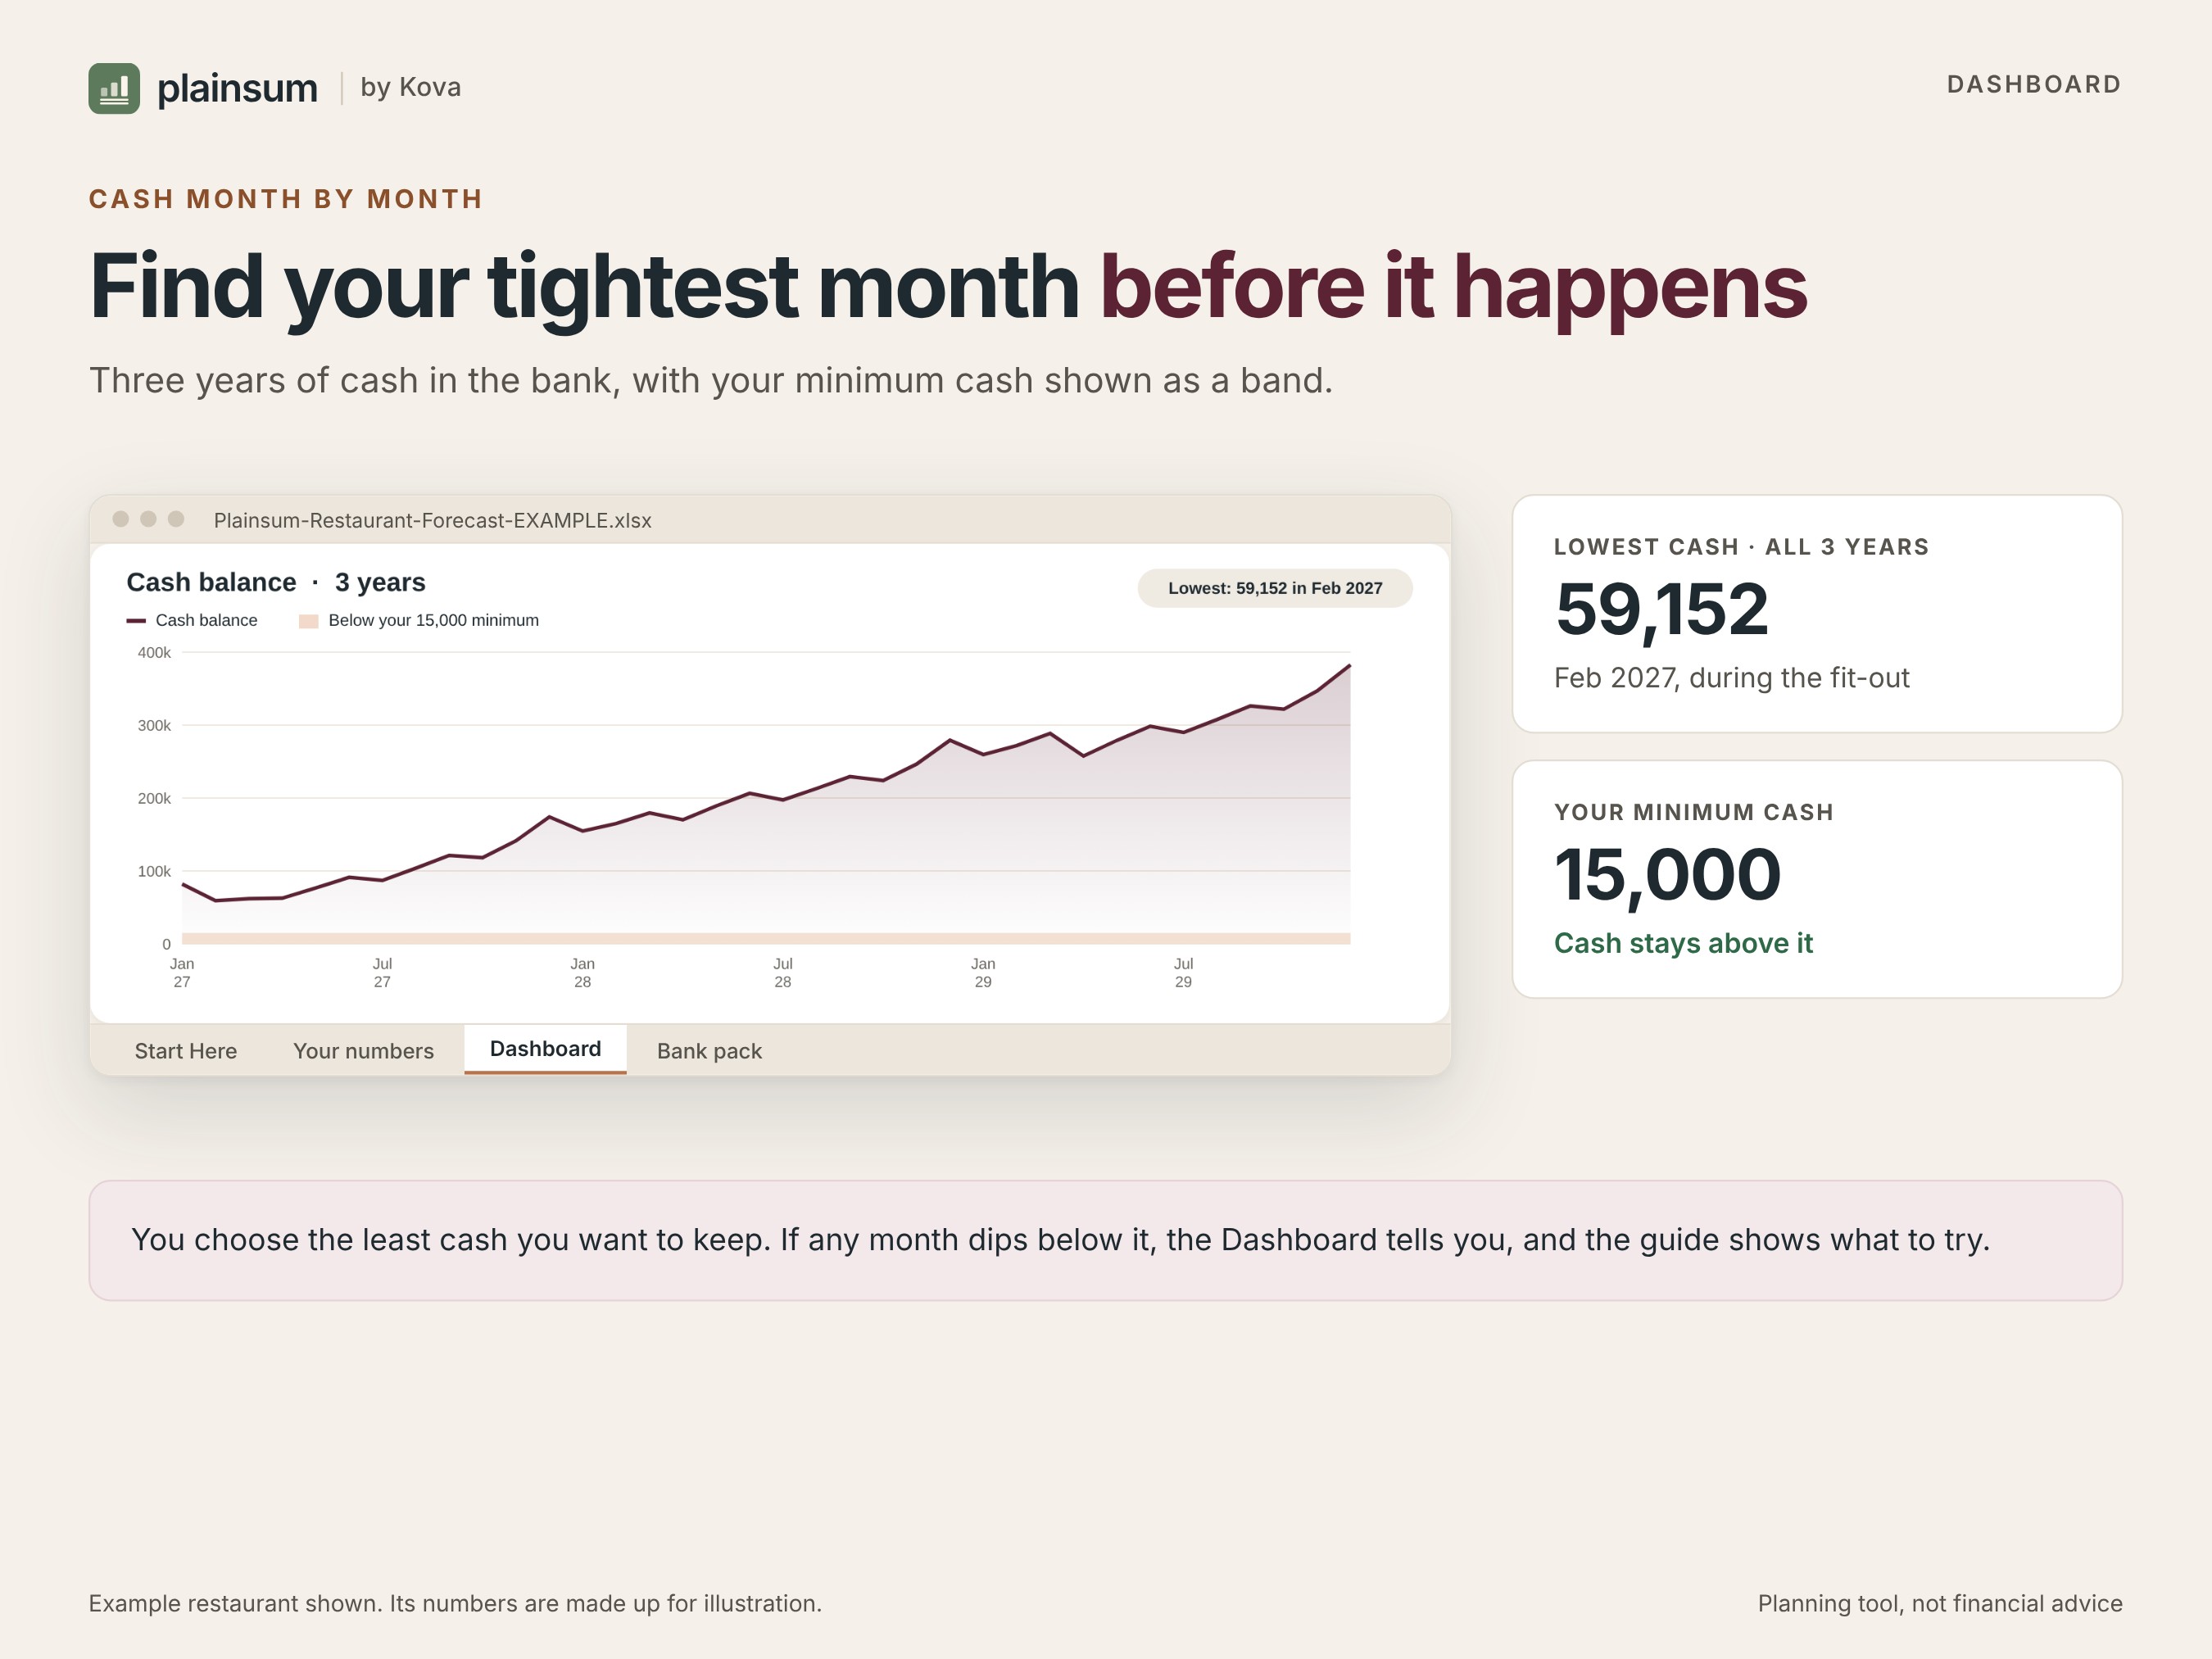 plainsum | by Kova
DASHBOARD
CASH MONTH BY MONTH
Find your tightest month before it happens
Three years of cash in the bank, with your minimum cash shown as a band.
Plainsum-Restaurant-Forecast-EXAMPLE.xlsx
Cash balance · 3 years
Lowest: 59,152 in Feb 2027
Cash balance
Below your 15,000 minimum
400k
300k
200k
100k
0
Jan 27
Jul 27
Jan 28
Jul 28
Jan 29
Jul 29
Start Here
Your numbers
Dashboard
Bank pack
LOWEST CASH · ALL 3 YEARS
59,152
Feb 2027, during the fit-out
YOUR MINIMUM CASH
15,000
Cash stays above it
You choose the least cash you want to keep. If any month dips below it, the Dashboard tells you, and the guide shows what to try.
Example restaurant shown. Its numbers are made up for illustration.
Planning tool, not financial advice